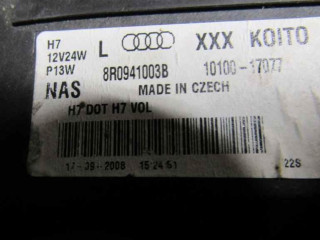 H7 L XXX KOITO
12V24W
P13W 8R0941003B 10100-17077
NAS MADE IN CZECH
H7 DOT H7 VOL
17-09-2008 15:24:51 22S